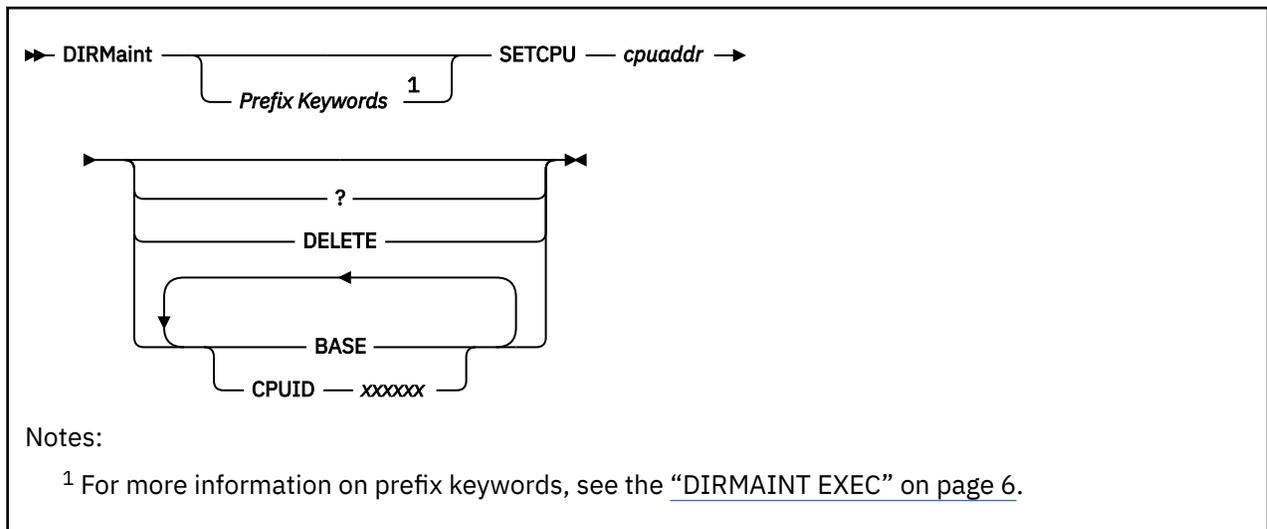 DIRMaint Prefix Keywords 1 SETCPU cpuaddr
?
DELETE
BASE
CPUID xxxxxx
Notes:
1 For more information on prefix keywords, see the “DIRMAINT EXEC” on page 6.